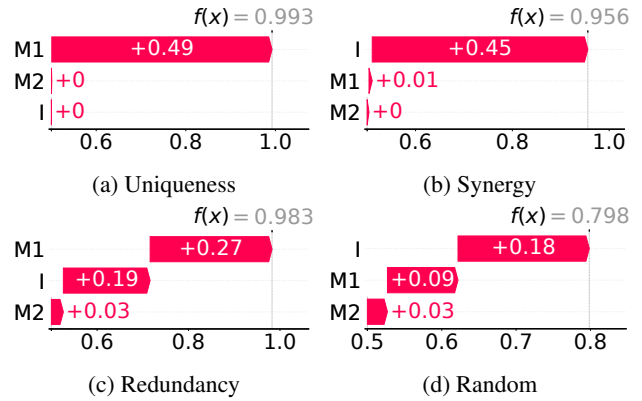 f(x) = 0.993
M1 +0.49
M2 +0
I +0
0.6 0.8 1.0
(a) Uniqueness
f(x) = 0.956
I +0.45
M1 +0.01
M2 +0
0.6 0.8 1.0
(b) Synergy
f(x) = 0.983
M1 +0.27
I +0.19
M2 +0.03
0.6 0.8 1.0
(c) Redundancy
f(x) = 0.798
I +0.18
M1 +0.09
M2 +0.03
0.5 0.6 0.7 0.8
(d) Random